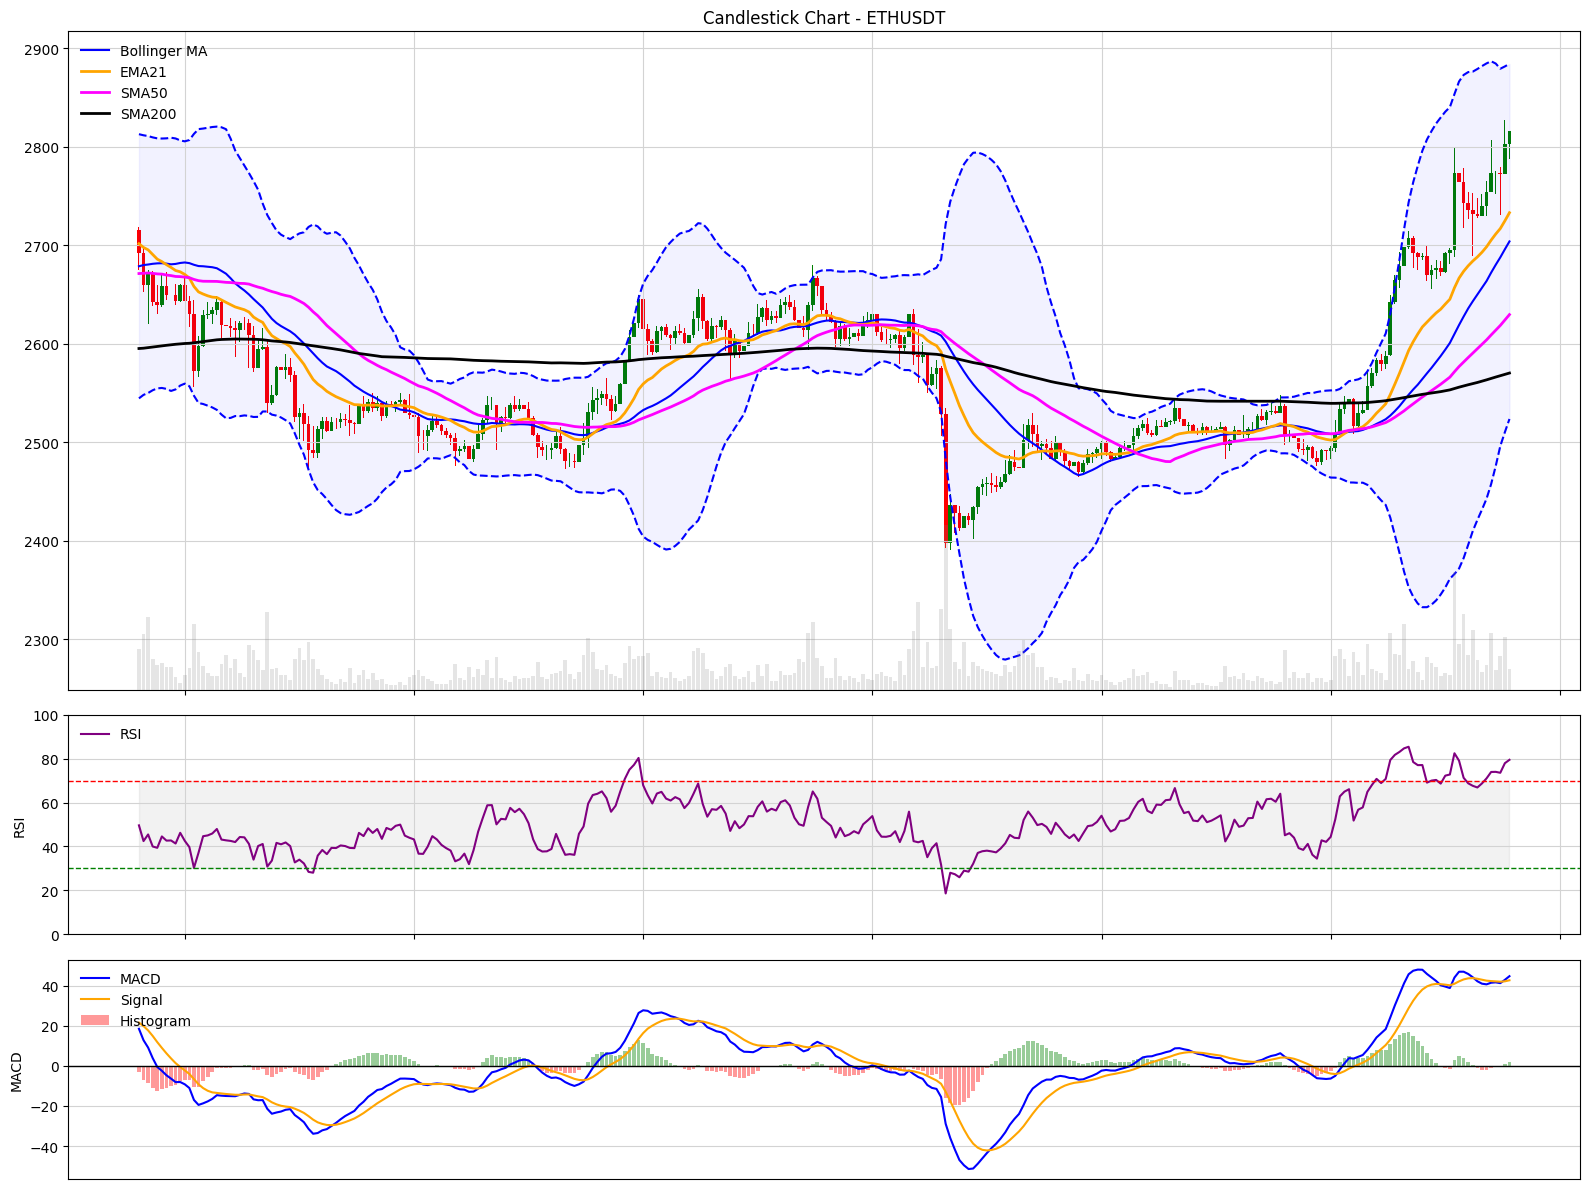 Candlestick Chart - ETHUSDT
Bollinger MA
EMA21
SMA50
SMA200
2900
2800
2700
2600
2500
2400
2300
RSI
100
80
60
40
20
0
RSI
MACD
Signal
Histogram
40
20
0
−20
−40
MACD